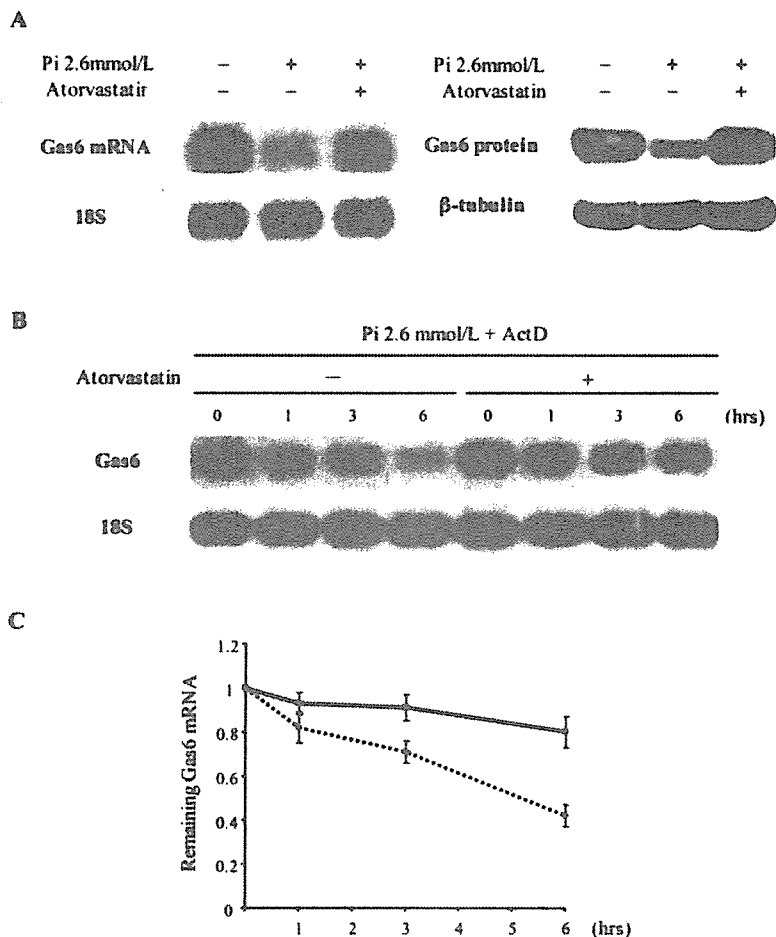 A
Pi 2.6mmol/L − + +
Atorvastatir − − +
Gas6 mRNA
18S
Pi 2.6mmol/L − + +
Atorvastatin − − +
Gas6 protein
β-tubulin
B
Pi 2.6 mmol/L + ActD
Atorvastatin − +
0 1 3 6 0 1 3 6 (hrs)
Gas6
18S
C
Remaining Gas6 mRNA
1.2
1
0.8
0.6
0.4
0.2
0
1 2 3 4 5 6 (hrs)